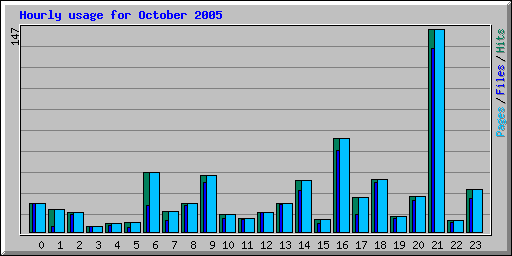 Hourly usage for October 2005
147
Pages/Files/Hits
0 1 2 3 4 5 6 7 8 9 10 11 12 13 14 15 16 17 18 19 20 21 22 23